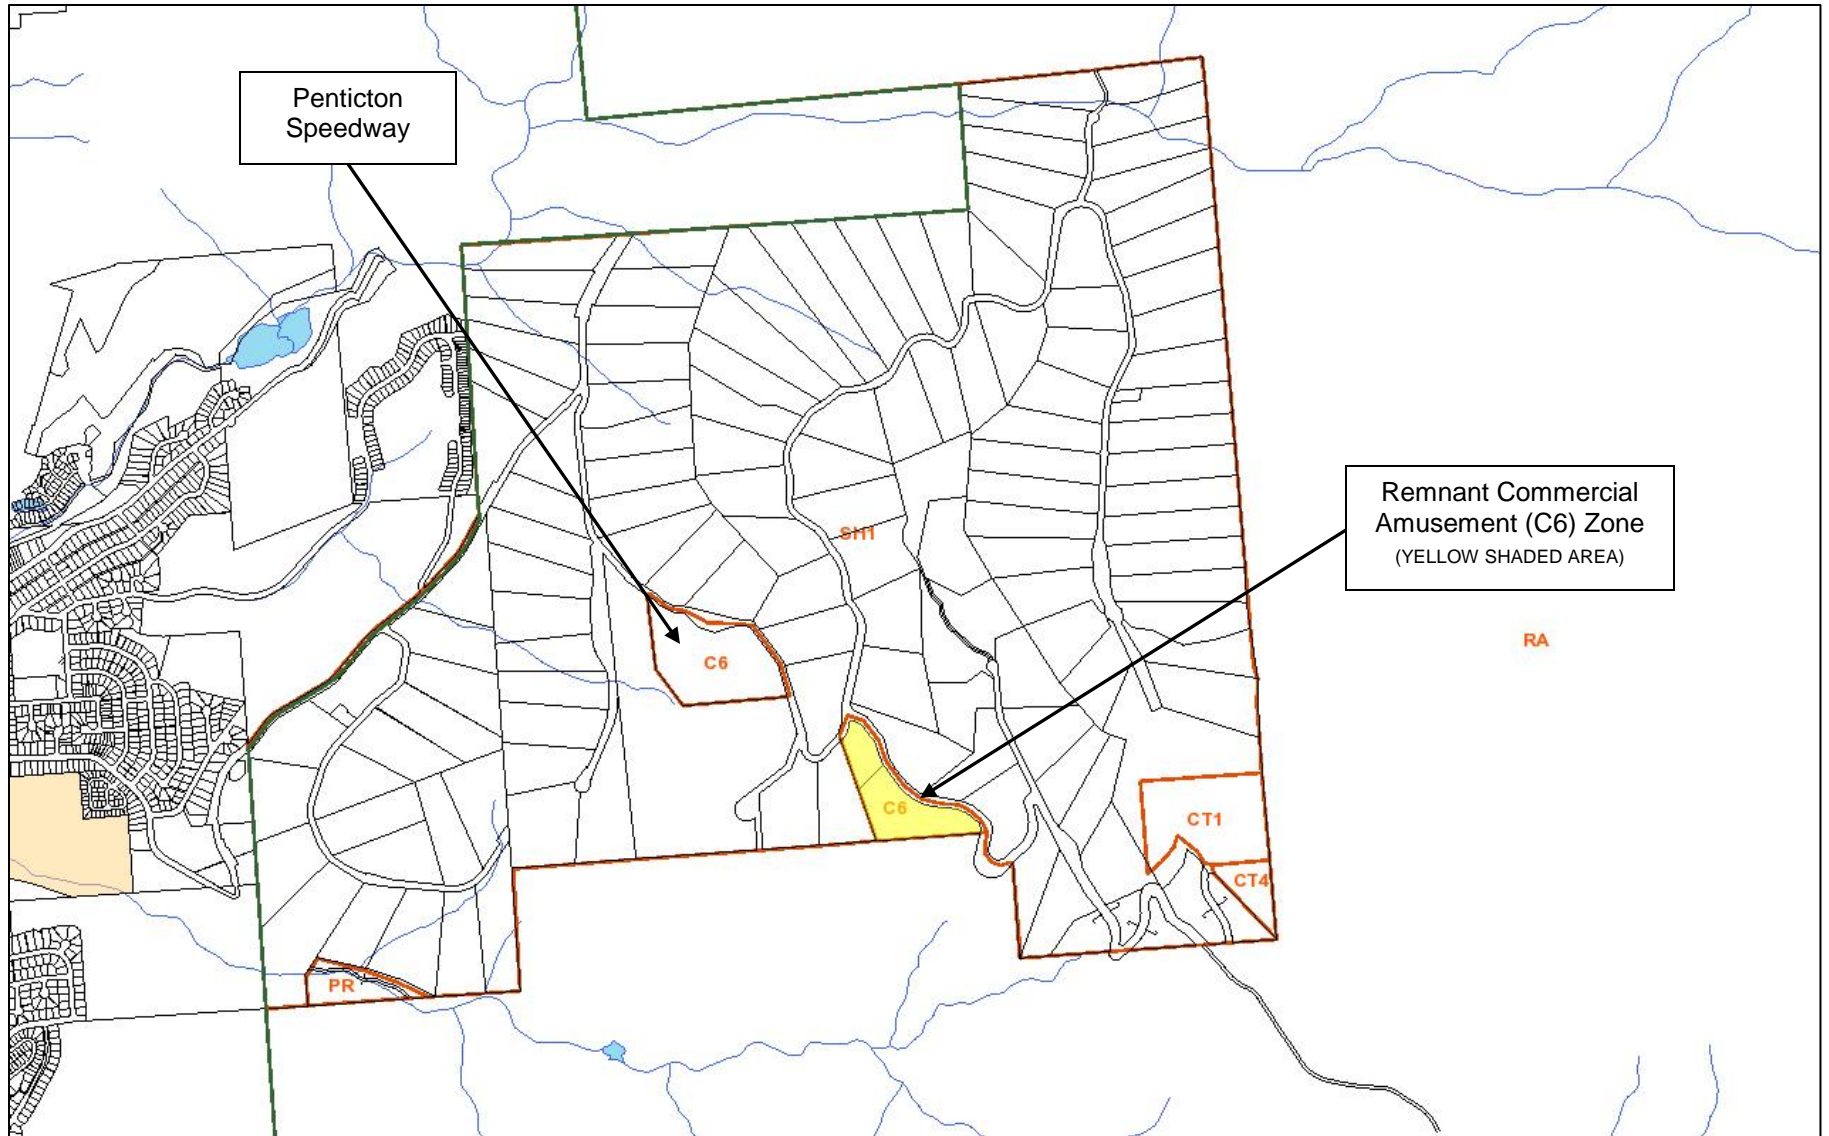 Penticton
Speedway
Remnant Commercial
Amusement (C6) Zone
(YELLOW SHADED AREA)
SH1
RA
C6
C6
CT1
CT4
PR